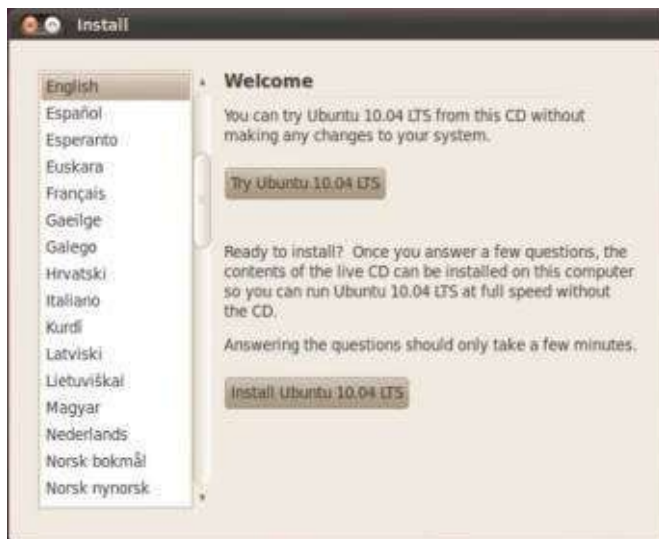 Install
English
Español
Esperanto
Euskara
Français
Gaeilge
Galego
Hrvatski
Italiano
Kurdî
Latviski
Lietuviškai
Magyar
Nederlands
Norsk bokmål
Norsk nynorsk
Welcome
You can try Ubuntu 10.04 LTS from this CD without
making any changes to your system.
Try Ubuntu 10.04 LTS
Ready to install? Once you answer a few questions, the
contents of the live CD can be installed on this computer
so you can run Ubuntu 10.04 LTS at full speed without
the CD.
Answering the questions should only take a few minutes.
Install Ubuntu 10.04 LTS